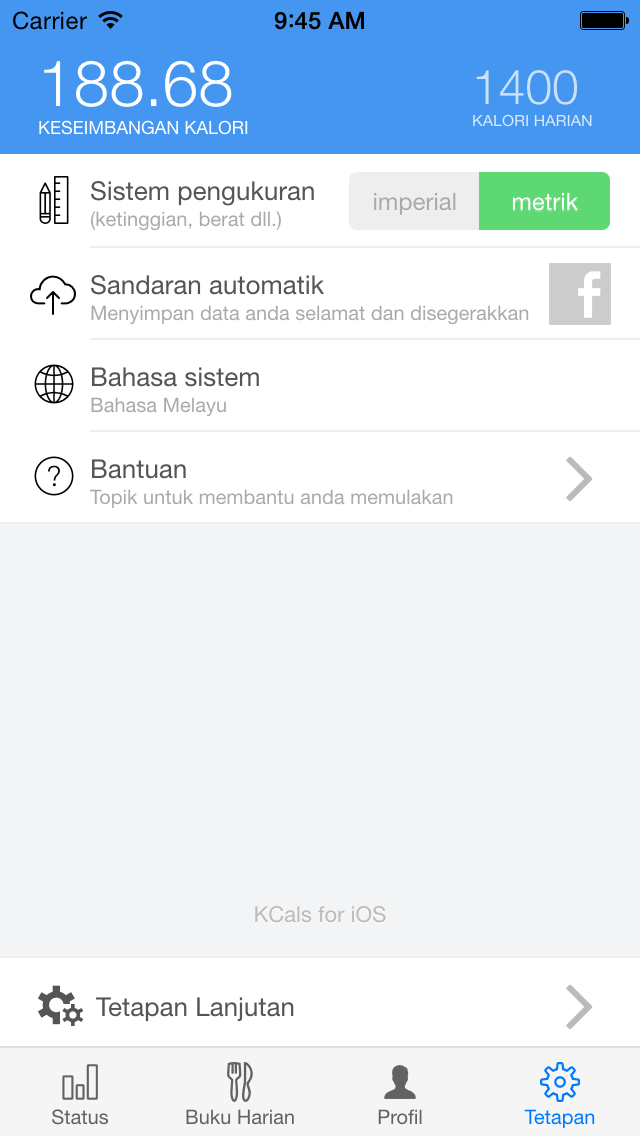 Carrier 9:45 AM
188.68 1400
KESEIMBANGAN KALORI KALORI HARIAN
Sistem pengukuran
(ketinggian, berat dll.)
imperial metrik
Sandaran automatik
Menyimpan data anda selamat dan disegerakkan
f
Bahasa sistem
Bahasa Melayu
?
Bantuan
Topik untuk membantu anda memulakan
KCals for iOS
Tetapan Lanjutan
Status Buku Harian Profil Tetapan